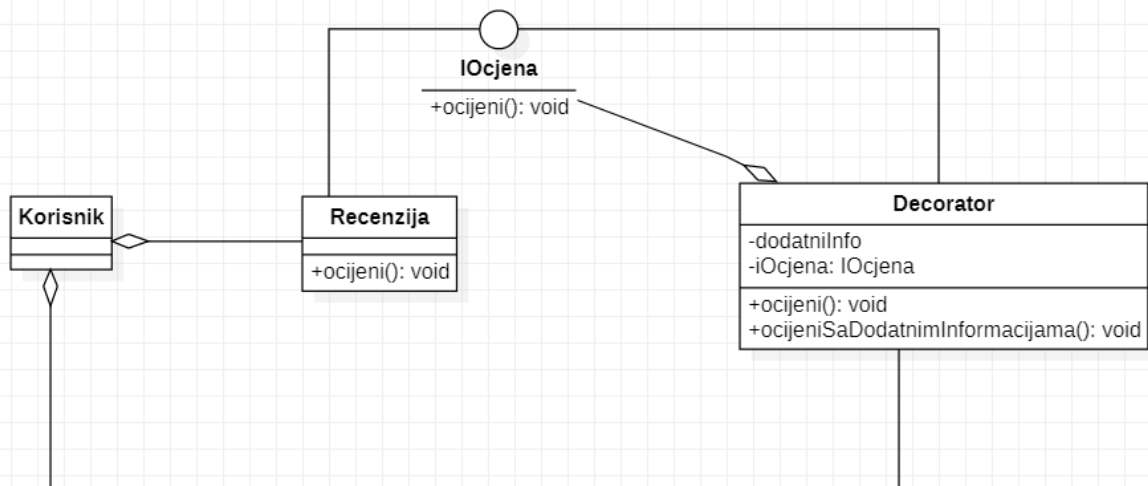 IOcjena
+ocijeni(): void
Korisnik
Recenzija
+ocijeni(): void
Decorator
-dodatniInfo
-iOcjena: IOcjena
+ocijeni(): void
+ocijeniSaDodatnimInformacijama(): void